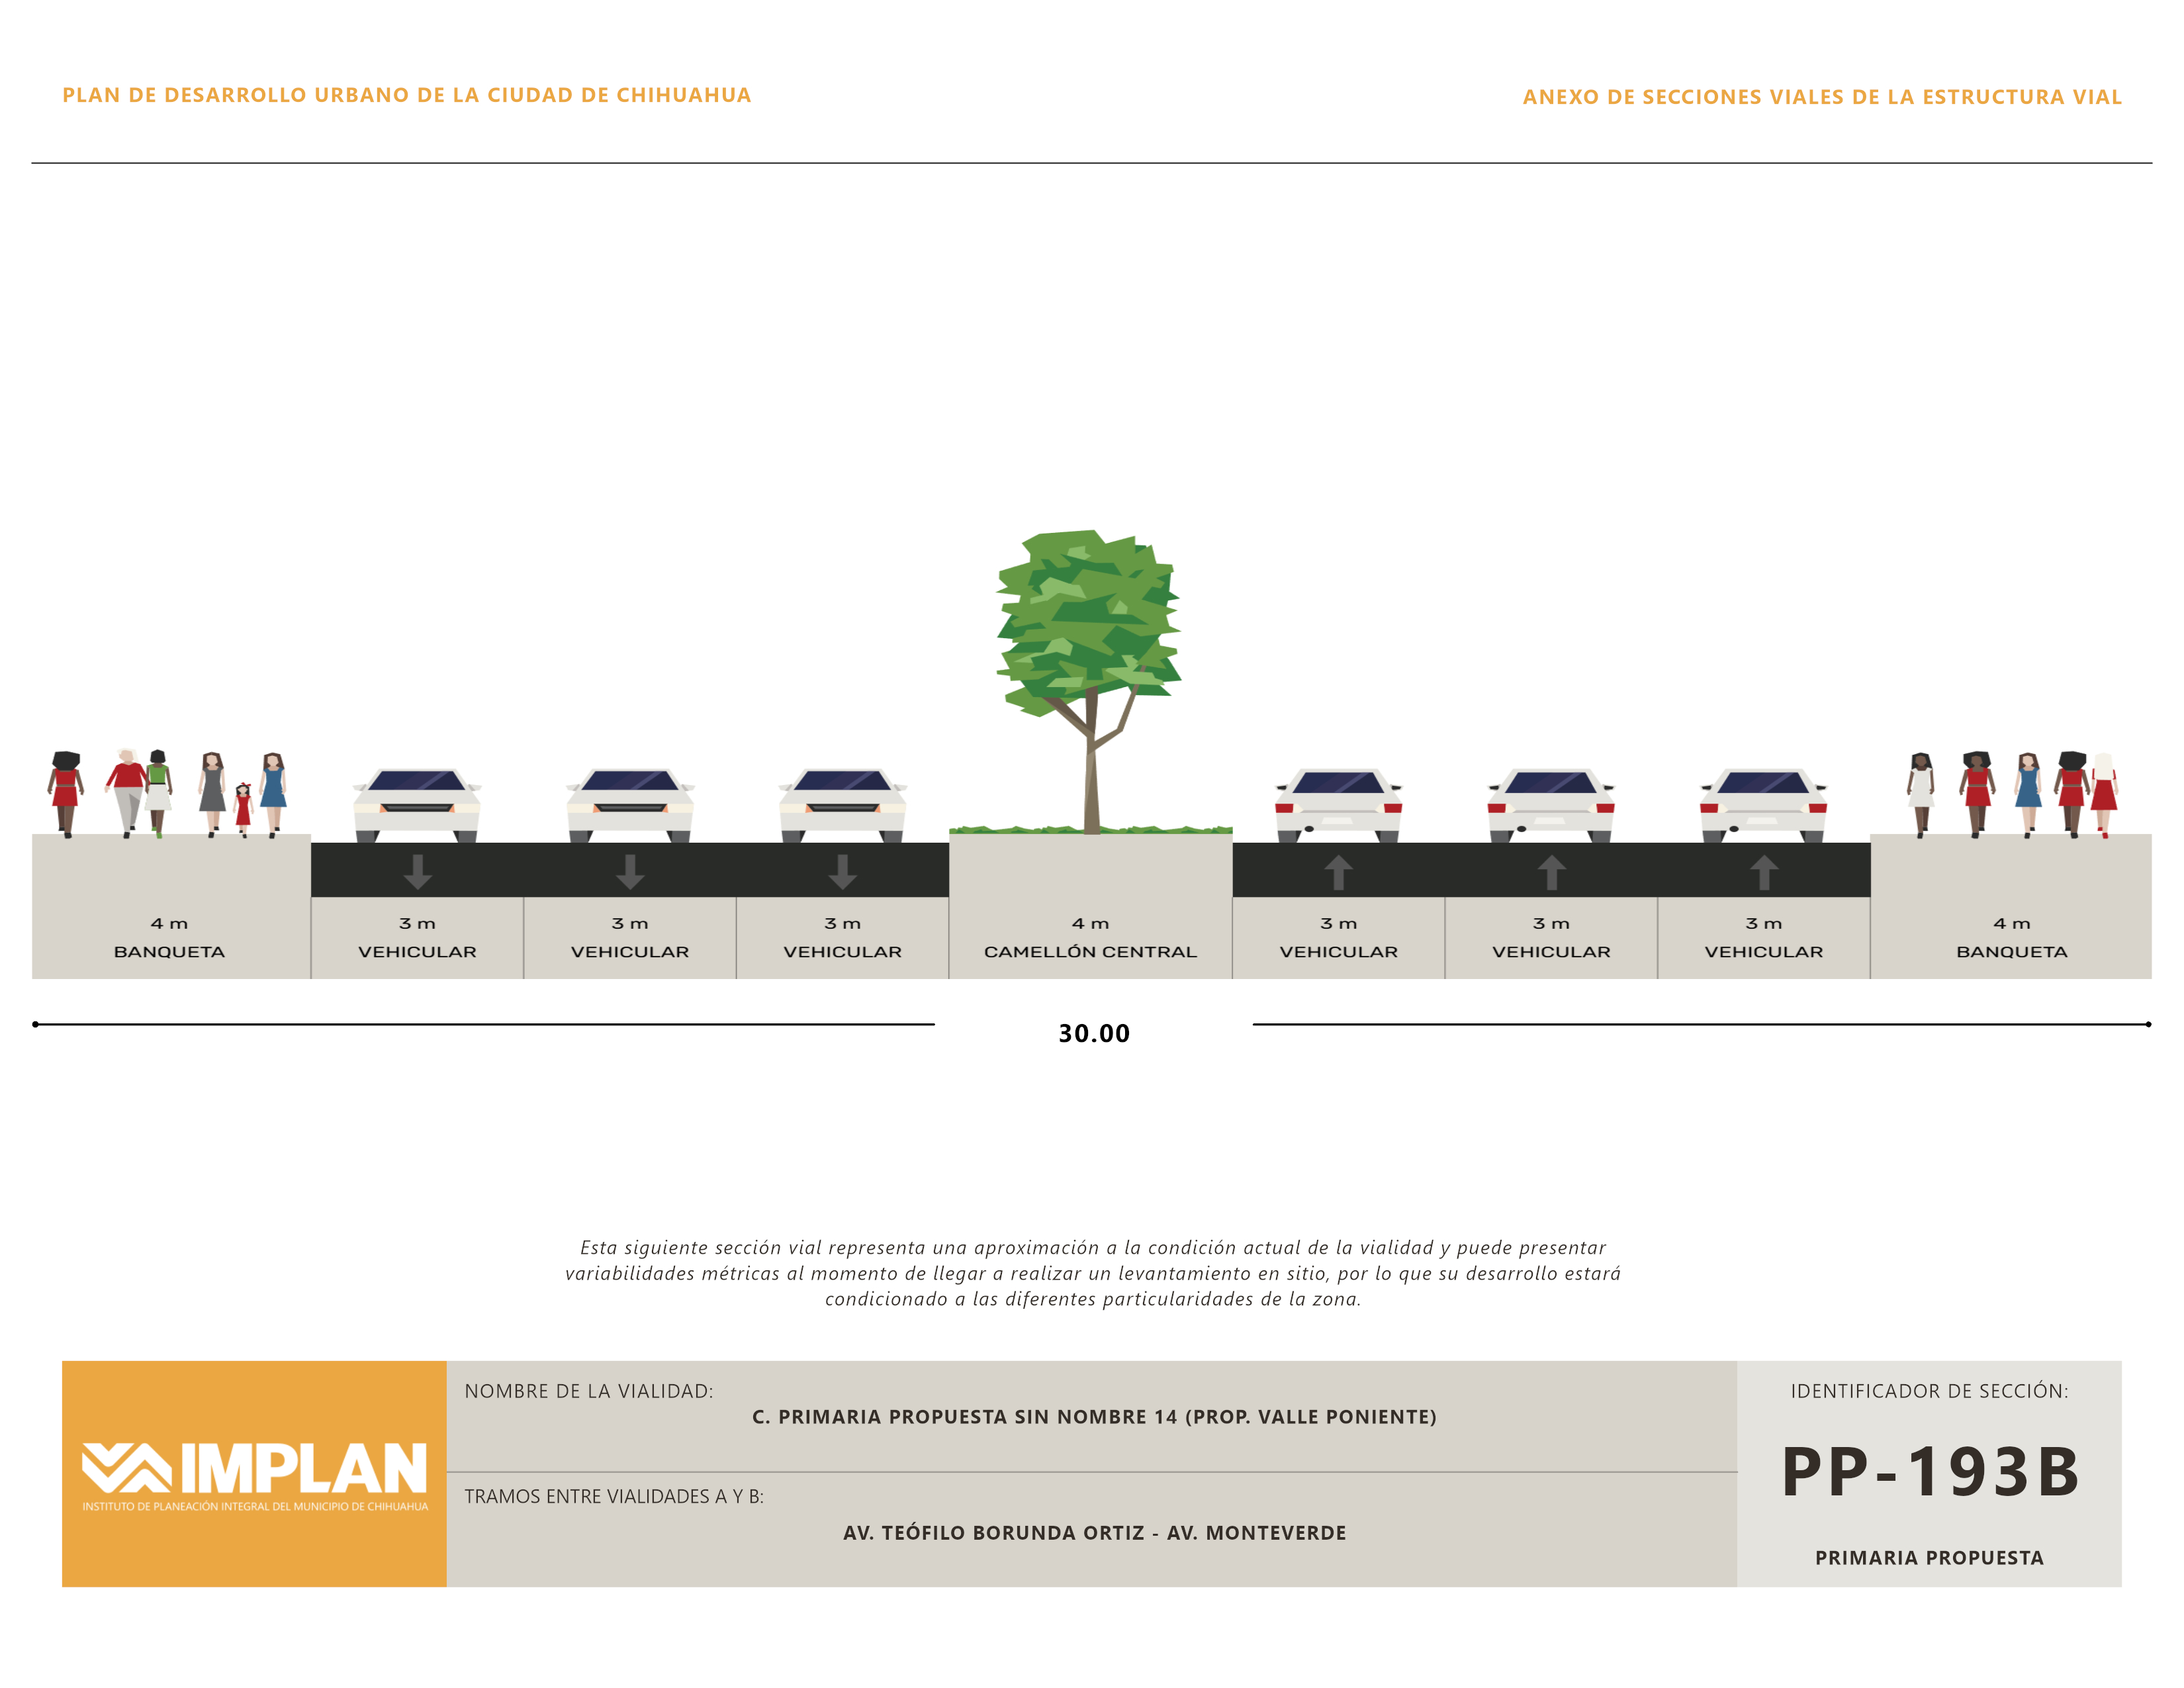 PLAN DE DESARROLLO URBANO DE LA CIUDAD DE CHIHUAHUA
ANEXO DE SECCIONES VIALES DE LA ESTRUCTURA VIAL
4 m
BANQUETA
3 m
VEHICULAR
3 m
VEHICULAR
3 m
VEHICULAR
4 m
CAMELLÓN CENTRAL
3 m
VEHICULAR
3 m
VEHICULAR
3 m
VEHICULAR
4 m
BANQUETA
30.00
Esta siguiente sección vial representa una aproximación a la condición actual de la vialidad y puede presentar
variabilidades métricas al momento de llegar a realizar un levantamiento en sitio, por lo que su desarrollo estará
condicionado a las diferentes particularidades de la zona.
IMPLAN
INSTITUTO DE PLANEACIÓN INTEGRAL DEL MUNICIPIO DE CHIHUAHUA
NOMBRE DE LA VIALIDAD:
C. PRIMARIA PROPUESTA SIN NOMBRE 14 (PROP. VALLE PONIENTE)
TRAMOS ENTRE VIALIDADES A Y B:
AV. TEÓFILO BORUNDA ORTIZ - AV. MONTEVERDE
IDENTIFICADOR DE SECCIÓN:
PP-193B
PRIMARIA PROPUESTA